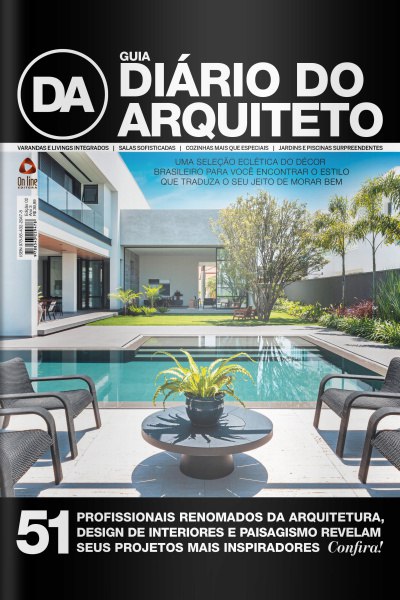 DA
GUIA
DIÁRIO DO
ARQUITETO
VARANDAS E LIVINGS INTEGRADOS | SALAS SOFISTICADAS | COZINHAS MAIS QUE ESPECIAIS | JARDINS E PISCINAS SURPREENDENTES
On line
EDITORA
UMA SELEÇÃO ECLÉTICA DO DÉCOR
BRASILEIRO PARA VOCÊ ENCONTRAR O ESTILO
QUE TRADUZA O SEU JEITO DE MORAR BEM
51
PROFISSIONAIS RENOMADOS DA ARQUITETURA,
DESIGN DE INTERIORES E PAISAGISMO REVELAM
SEUS PROJETOS MAIS INSPIRADORES Confira!